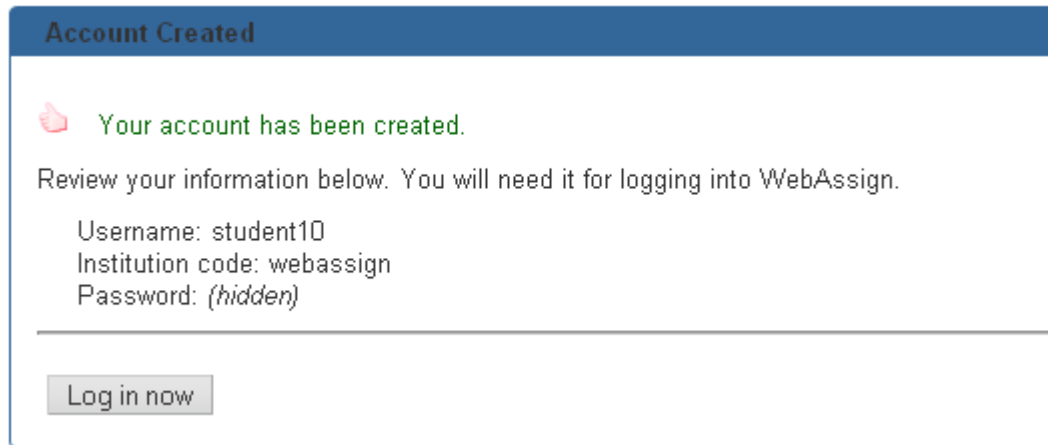 Account Created
Your account has been created.
Review your information below. You will need it for logging into WebAssign.
Username: student10
Institution code: webassign
Password: (hidden)
Log in now